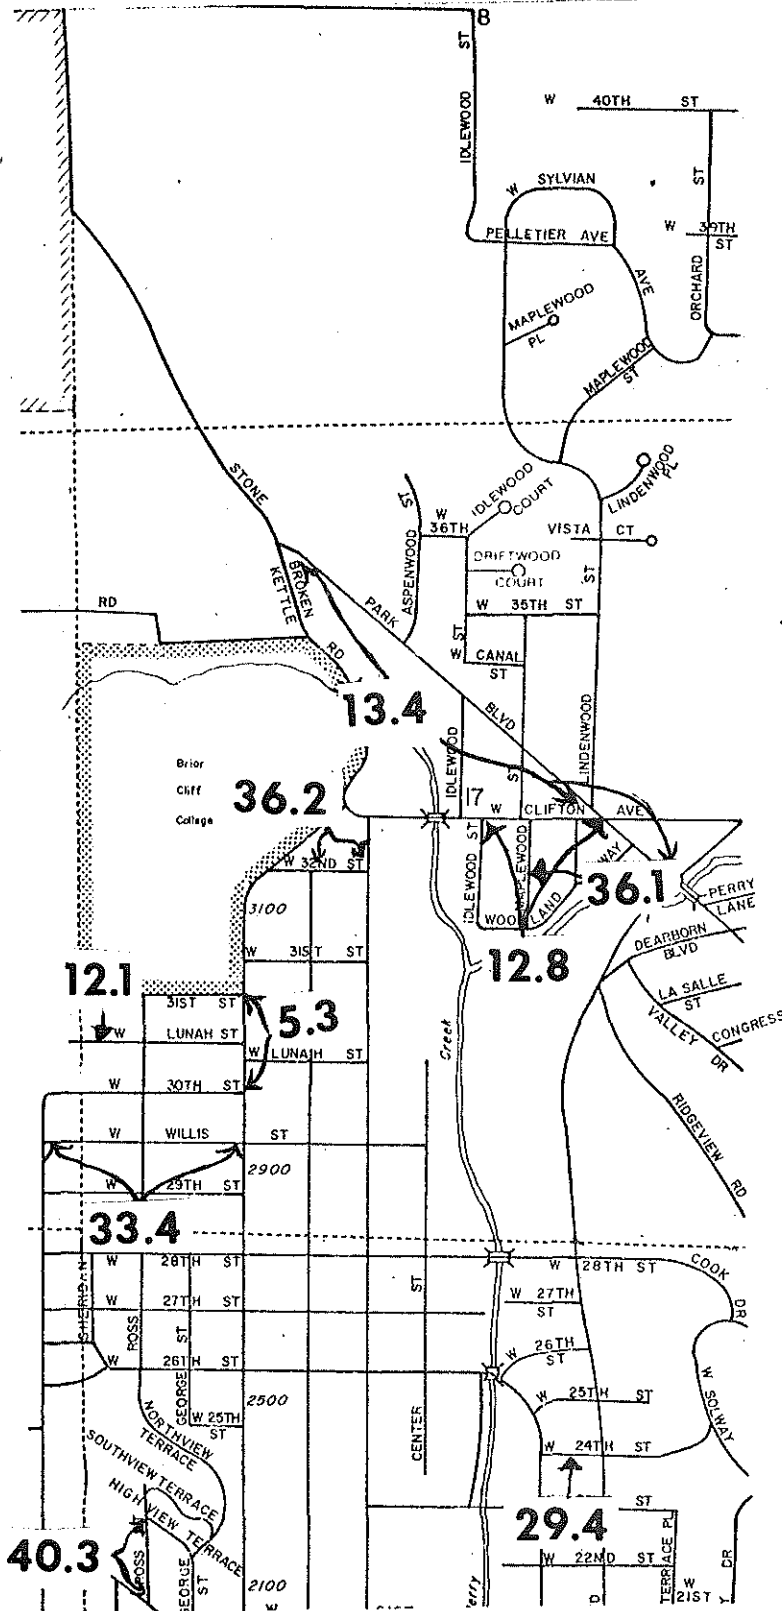 8
IDLEWOOD ST
W 40TH ST
W SYLVIAN AVE
ST
PELLETIER AVE
W 39TH ST
ORCHARD
MAPLEWOOD PL
MAPLEWOOD ST
STONE
PARK
BLVD
IDLEWOOD COURT
LINDENWOOD PL
ASPENWOOD ST
W 36TH
VISTA CT
DRIFTWOOD COURT
BROKEN KETTLE RD
RD
W 35TH ST
ST
W CANAL ST
ST
13.4
IDLEWOOD
LINDENWOOD
ST
Brior
Cliff
College
36.2
17
W CLIFTON AVE
W 32ND ST
IDLEWOOD ST
MAPLEWOOD
WOOD LAND WAY
36.1
PERRY LANE
3100
DEARBORN BLVD
W 31ST ST
12.8
12.1
31ST ST
5.3
LA SALLE ST
VALLEY DR
CONGRESS
W LUNAH ST
W LUNAH ST
Creek
W 30TH ST
RIDGEVIEW RD
W WILLIS ST
2900
W 29TH ST
33.4
W 28TH ST
W 28TH ST
COOK DR
SHERIDAN
ROSS
W 27TH ST
ST
ST
W 27TH ST
W 26TH ST
W 26TH ST
GEORGE
2500
W 25TH ST
W 25TH ST
W SOLWAY
NORTHVIEW TERRACE
CENTER
W 24TH ST
SOUTHVIEW TERRACE
HIGH VIEW TERRACE
29.4
ST
40.3
ROSS
GEORGE ST
W 22ND ST
TERRACE PL
DR
2100
W 21ST
W